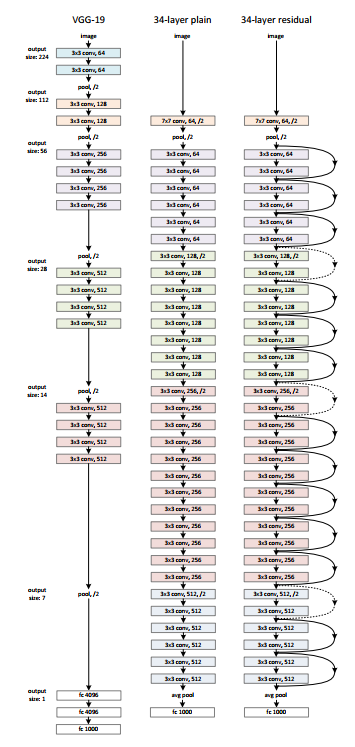 VGG-19
34-layer plain
34-layer residual
output
size: 224
output
size: 112
output
size: 56
output
size: 28
output
size: 14
output
size: 7
output
size: 1
image
3x3 conv, 64
3x3 conv, 64
pool, /2
3x3 conv, 128
3x3 conv, 128
pool, /2
3x3 conv, 256
3x3 conv, 256
3x3 conv, 256
3x3 conv, 256
pool, /2
3x3 conv, 512
3x3 conv, 512
3x3 conv, 512
3x3 conv, 512
pool, /2
3x3 conv, 512
3x3 conv, 512
3x3 conv, 512
3x3 conv, 512
pool, /2
fc 4096
fc 4096
fc 1000
image
7x7 conv, 64, /2
pool, /2
3x3 conv, 64
3x3 conv, 64
3x3 conv, 64
3x3 conv, 64
3x3 conv, 64
3x3 conv, 64
3x3 conv, 128, /2
3x3 conv, 128
3x3 conv, 128
3x3 conv, 128
3x3 conv, 128
3x3 conv, 128
3x3 conv, 128
3x3 conv, 128
3x3 conv, 256, /2
3x3 conv, 256
3x3 conv, 256
3x3 conv, 256
3x3 conv, 256
3x3 conv, 256
3x3 conv, 256
3x3 conv, 256
3x3 conv, 256
3x3 conv, 256
3x3 conv, 256
3x3 conv, 256
3x3 conv, 512, /2
3x3 conv, 512
3x3 conv, 512
3x3 conv, 512
3x3 conv, 512
3x3 conv, 512
avg pool
fc 1000
image
7x7 conv, 64, /2
pool, /2
3x3 conv, 64
3x3 conv, 64
3x3 conv, 64
3x3 conv, 64
3x3 conv, 64
3x3 conv, 64
3x3 conv, 128, /2
3x3 conv, 128
3x3 conv, 128
3x3 conv, 128
3x3 conv, 128
3x3 conv, 128
3x3 conv, 128
3x3 conv, 128
3x3 conv, 256, /2
3x3 conv, 256
3x3 conv, 256
3x3 conv, 256
3x3 conv, 256
3x3 conv, 256
3x3 conv, 256
3x3 conv, 256
3x3 conv, 256
3x3 conv, 256
3x3 conv, 256
3x3 conv, 256
3x3 conv, 512, /2
3x3 conv, 512
3x3 conv, 512
3x3 conv, 512
3x3 conv, 512
3x3 conv, 512
avg pool
fc 1000